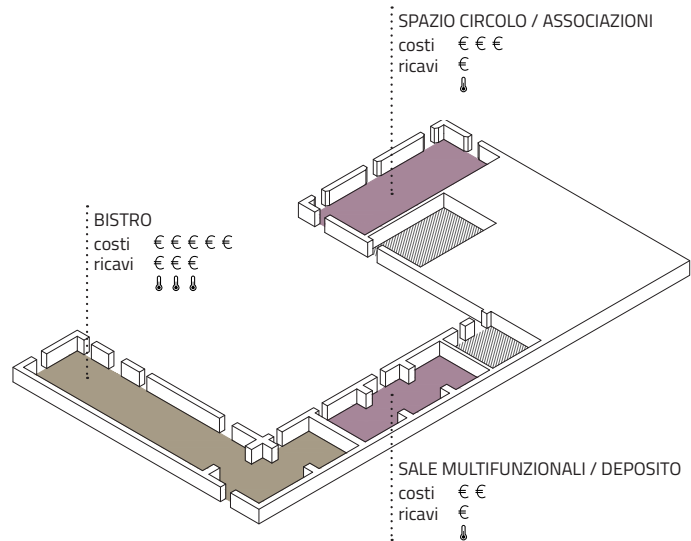 SPAZIO CIRCOLO / ASSOCIAZIONI
costi € € €
ricavi €
BISTRO
costi € € € € €
ricavi € € €
SALE MULTIFUNZIONALI / DEPOSITO
costi € €
ricavi €